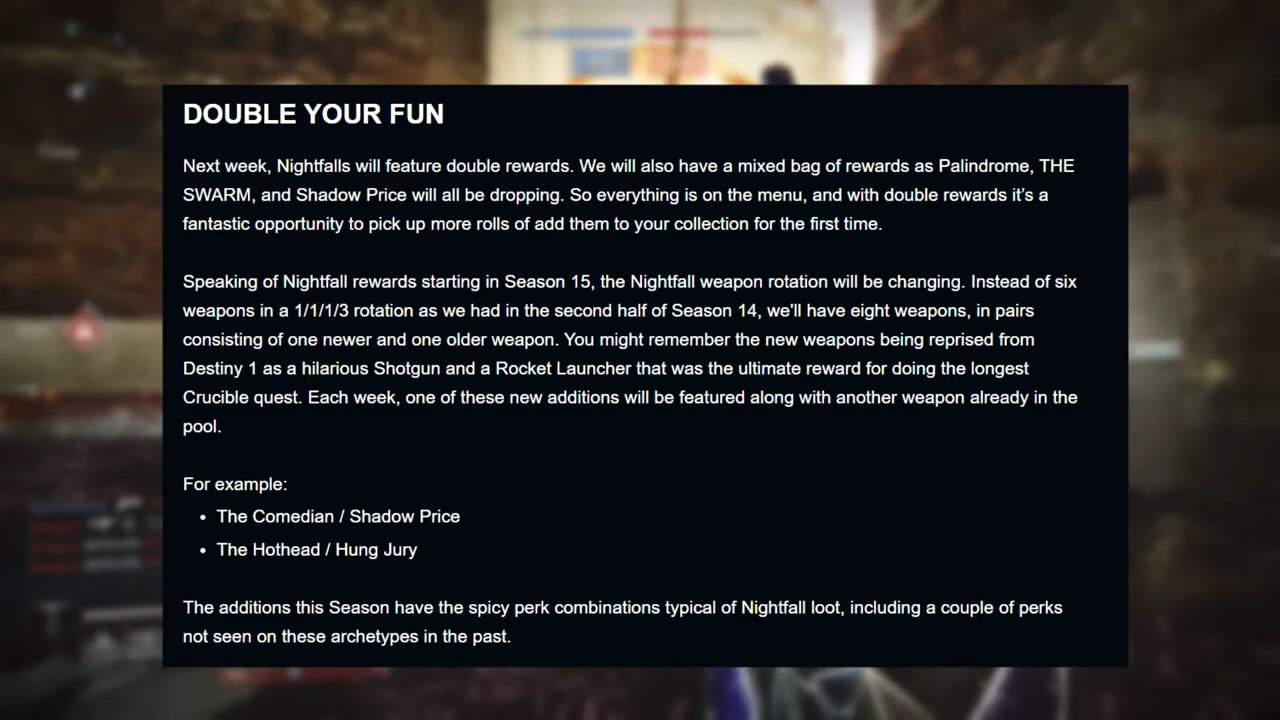 DOUBLE YOUR FUN
Next week, Nightfalls will feature double rewards. We will also have a mixed bag of rewards as Palindrome, THE
SWARM, and Shadow Price will all be dropping. So everything is on the menu, and with double rewards it’s a
fantastic opportunity to pick up more rolls of add them to your collection for the first time.
Speaking of Nightfall rewards starting in Season 15, the Nightfall weapon rotation will be changing. Instead of six
weapons in a 1/1/1/3 rotation as we had in the second half of Season 14, we'll have eight weapons, in pairs
consisting of one newer and one older weapon. You might remember the new weapons being reprised from
Destiny 1 as a hilarious Shotgun and a Rocket Launcher that was the ultimate reward for doing the longest
Crucible quest. Each week, one of these new additions will be featured along with another weapon already in the
pool.
For example:
• The Comedian / Shadow Price
• The Hothead / Hung Jury
The additions this Season have the spicy perk combinations typical of Nightfall loot, including a couple of perks
not seen on these archetypes in the past.